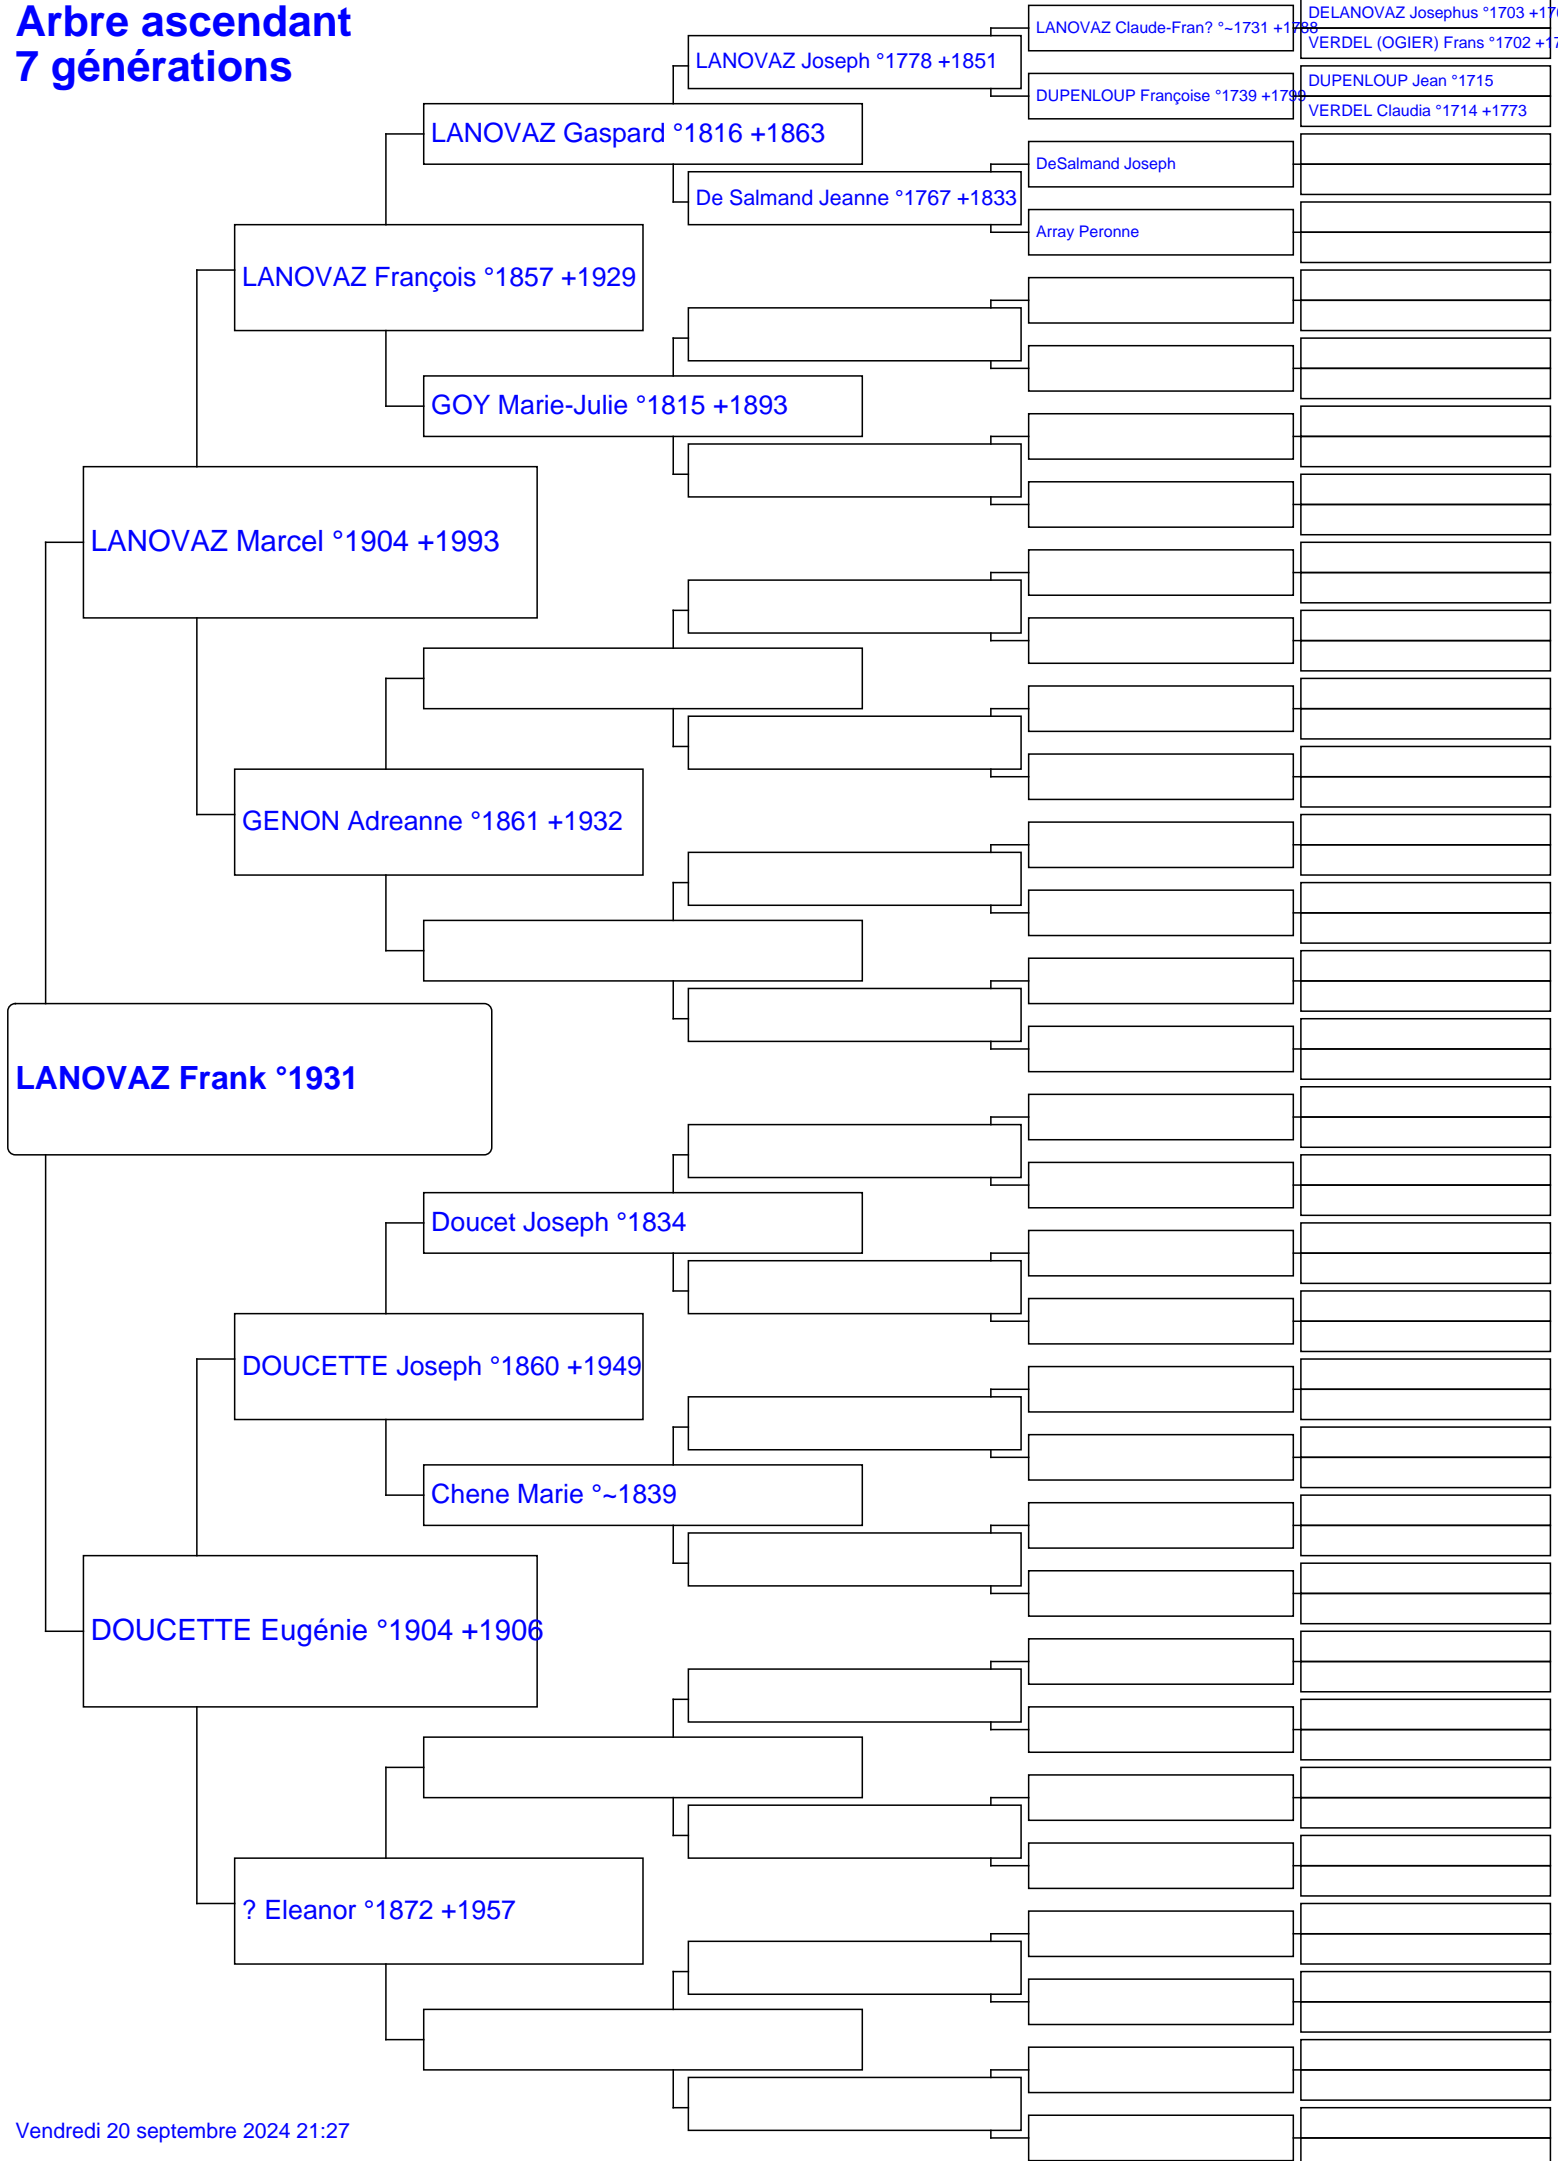 Arbre ascendant
7 générations
DELANOVAZ Josephus °1703
LANOVAZ Claude-Fran? °~1731 +1788
VERDEL (OGIER) Frans °1702
LANOVAZ Joseph °1778 +1851
DUPENLOUP Jean °1715
DUPENLOUP Françoise °1739 +1799
VERDEL Claudia °1714 +1773
LANOVAZ Gaspard °1816 +1863
DeSalmand Joseph
De Salmand Jeanne °1767 +1833
Array Peronne
LANOVAZ François °1857 +1929
GOY Marie-Julie °1815 +1893
LANOVAZ Marcel °1904 +1993
GENON Adreanne °1861 +1932
LANOVAZ Frank °1931
Doucet Joseph °1834
DOUCETTE Joseph °1860 +1949
Chene Marie °~1839
DOUCETTE Eugénie °1904 +1906
? Eleanor °1872 +1957
Vendredi 20 septembre 2024 21:27